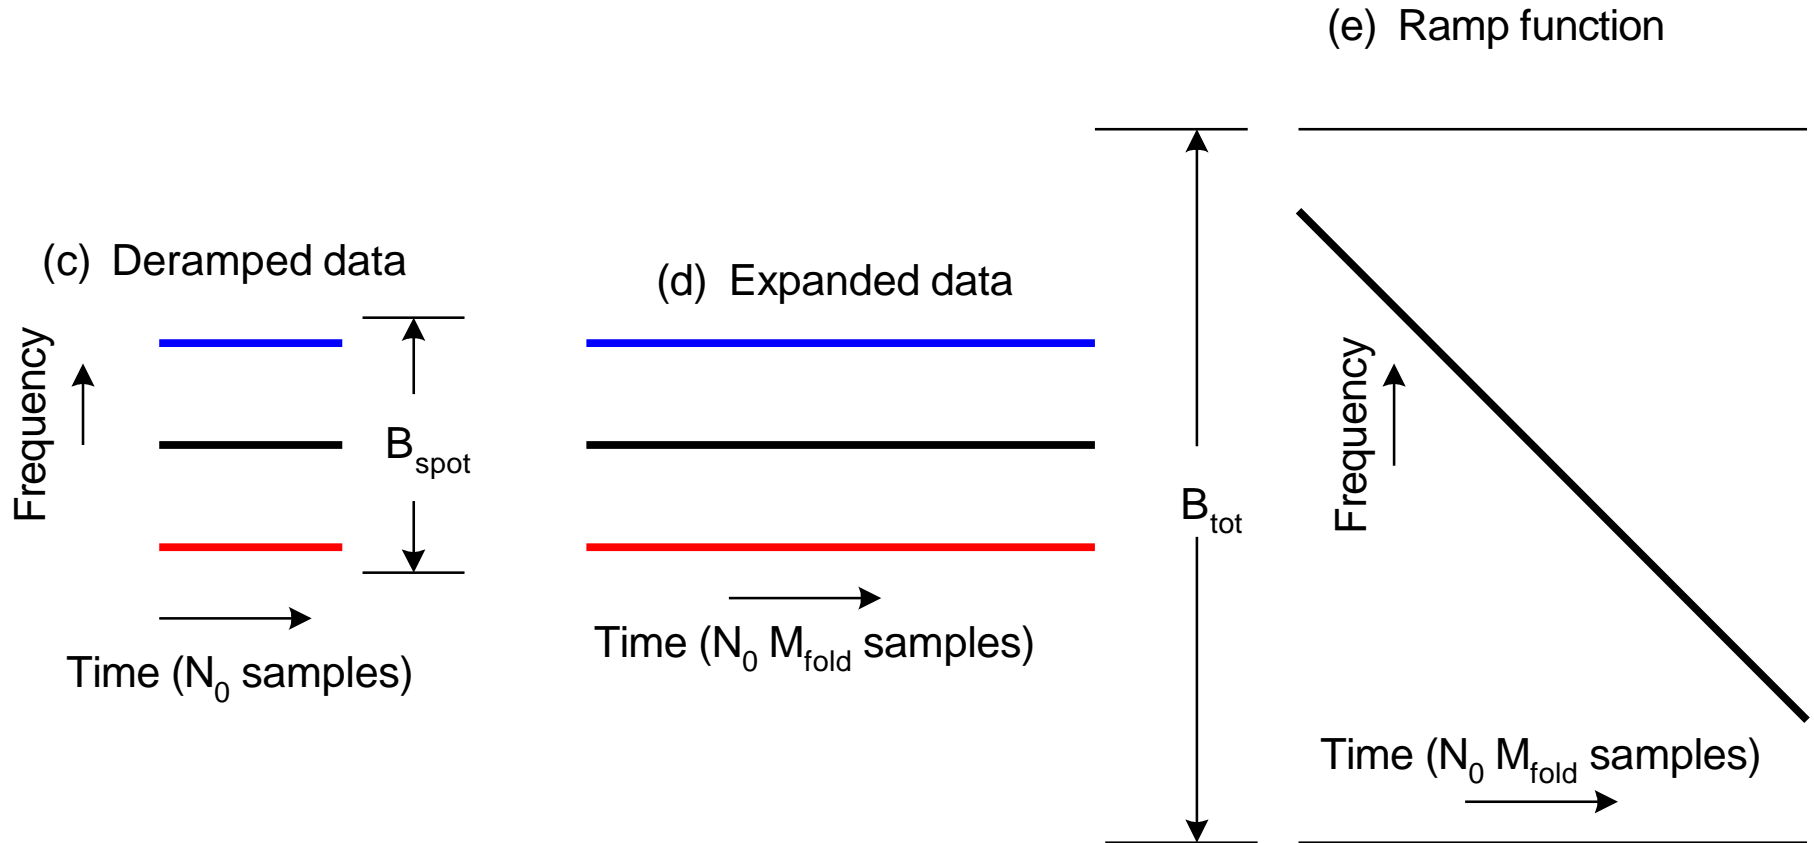 (e) Ramp function
(c) Deramped data
(d) Expanded data
Frequency
B_spot
Time (N_0 samples)
Time (N_0 M_fold samples)
B_tot
Frequency
Time (N_0 M_fold samples)